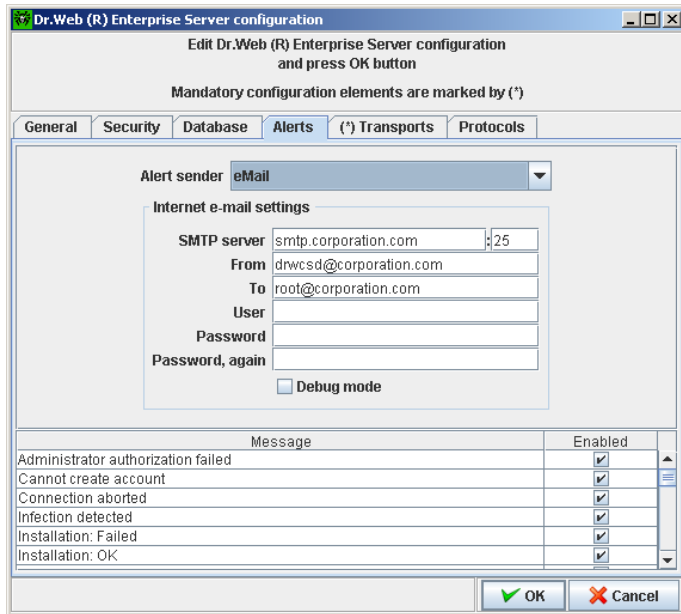 Dr.Web (R) Enterprise Server configuration
Edit Dr.Web (R) Enterprise Server configuration
and press OK button
Mandatory configuration elements are marked by (*)
General Security Database Alerts (*) Transports Protocols
Alert sender eMail
Internet e-mail settings
SMTP server smtp.corporation.com :25
From drwcsd@corporation.com
To root@corporation.com
User
Password
Password, again
Debug mode
Message Enabled
Administrator authorization failed
Cannot create account
Connection aborted
Infection detected
Installation: Failed
Installation: OK
OK Cancel